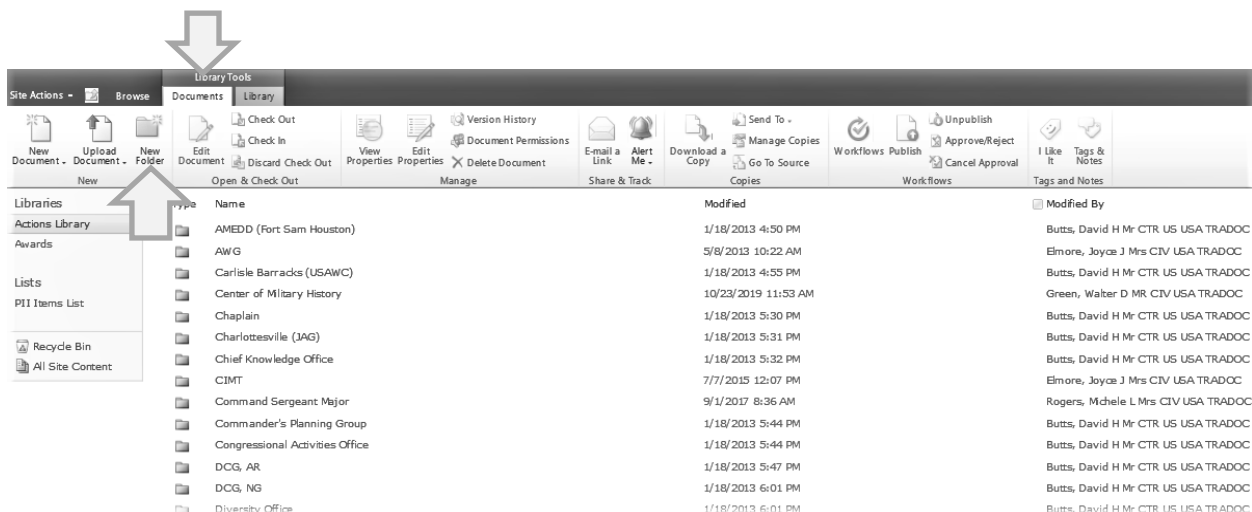 Library Tools
Site Actions Browse Documents Library
New Document Upload Document New Folder
Edit Document Check Out
Check In
Discard Check Out
View Properties Edit Properties Version History
Document Permissions
Delete Document
E-mail a Link Alert Me
Download a Copy Send To
Manage Copies
Go To Source
Workflows Publish Unpublish
Approve/Reject
Cancel Approval
I Like It Tags & Notes
New Open & Check Out Manage Share & Track Copies Workflows Tags and Notes
Libraries
Actions Library
Awards
Lists
PII Items List
Recycle Bin
All Site Content
Name Modified Modified By
AMEDD (Fort Sam Houston) 1/18/2013 4:50 PM Butts, David H Mr CTR US USA TRADOC
AWG 5/8/2013 10:22 AM Elmore, Joyce J Mrs CIV USA TRADOC
Carlisle Barracks (USAWC) 1/18/2013 4:55 PM Butts, David H Mr CTR US USA TRADOC
Center of Military History 10/23/2019 11:53 AM Green, Walter D MR CIV USA TRADOC
Chaplain 1/18/2013 5:30 PM Butts, David H Mr CTR US USA TRADOC
Charlottesville (JAG) 1/18/2013 5:31 PM Butts, David H Mr CTR US USA TRADOC
Chief Knowledge Office 1/18/2013 5:32 PM Butts, David H Mr CTR US USA TRADOC
CIMT 7/7/2015 12:07 PM Elmore, Joyce J Mrs CIV USA TRADOC
Command Sergeant Major 9/1/2017 8:36 AM Rogers, Michele L Mrs CIV USA TRADOC
Commander's Planning Group 1/18/2013 5:44 PM Butts, David H Mr CTR US USA TRADOC
Congressional Activities Office 1/18/2013 5:44 PM Butts, David H Mr CTR US USA TRADOC
DCG, AR 1/18/2013 5:47 PM Butts, David H Mr CTR US USA TRADOC
DCG, NG 1/18/2013 6:01 PM Butts, David H Mr CTR US USA TRADOC
Diversity Office 1/18/2013 6:01 PM Butts, David H Mr CTR US USA TRADOC